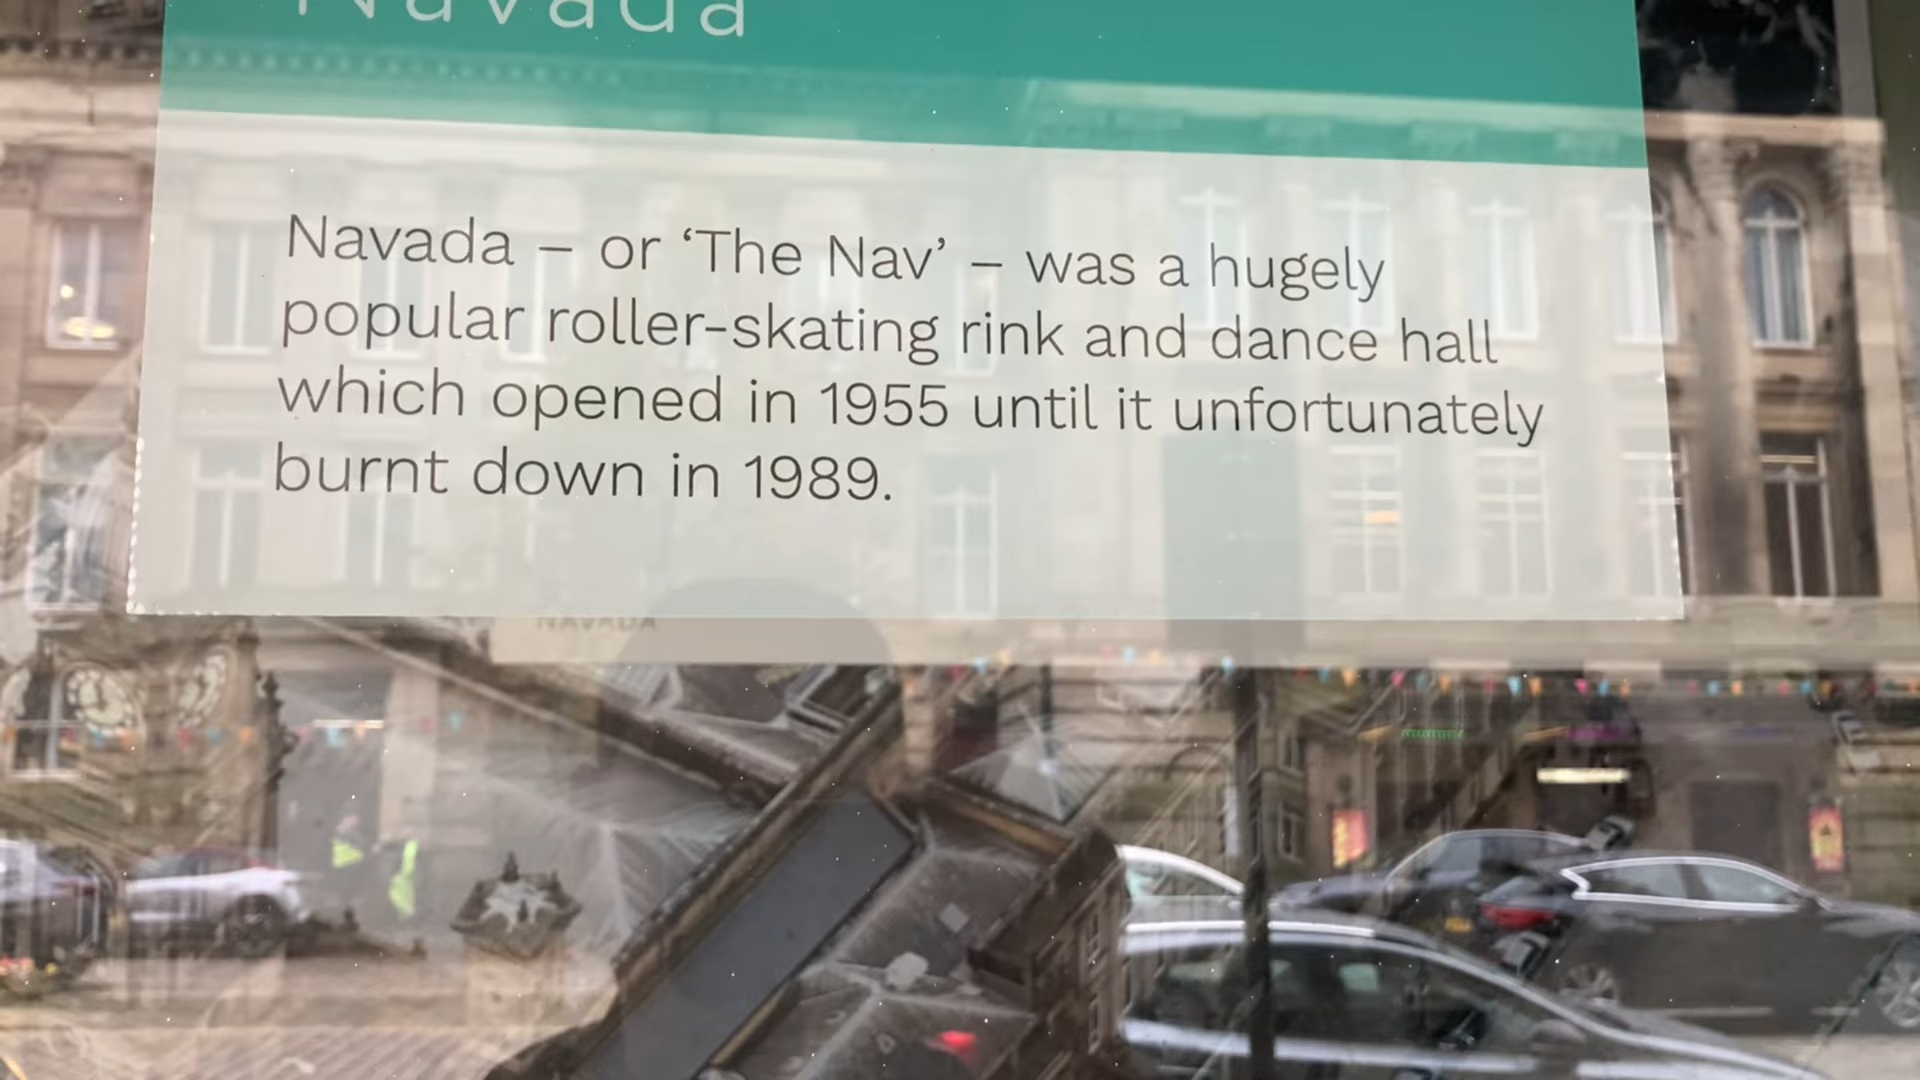 Navada
Navada – or ‘The Nav’ – was a hugely
popular roller-skating rink and dance hall
which opened in 1955 until it unfortunately
burnt down in 1989.
NAVADA